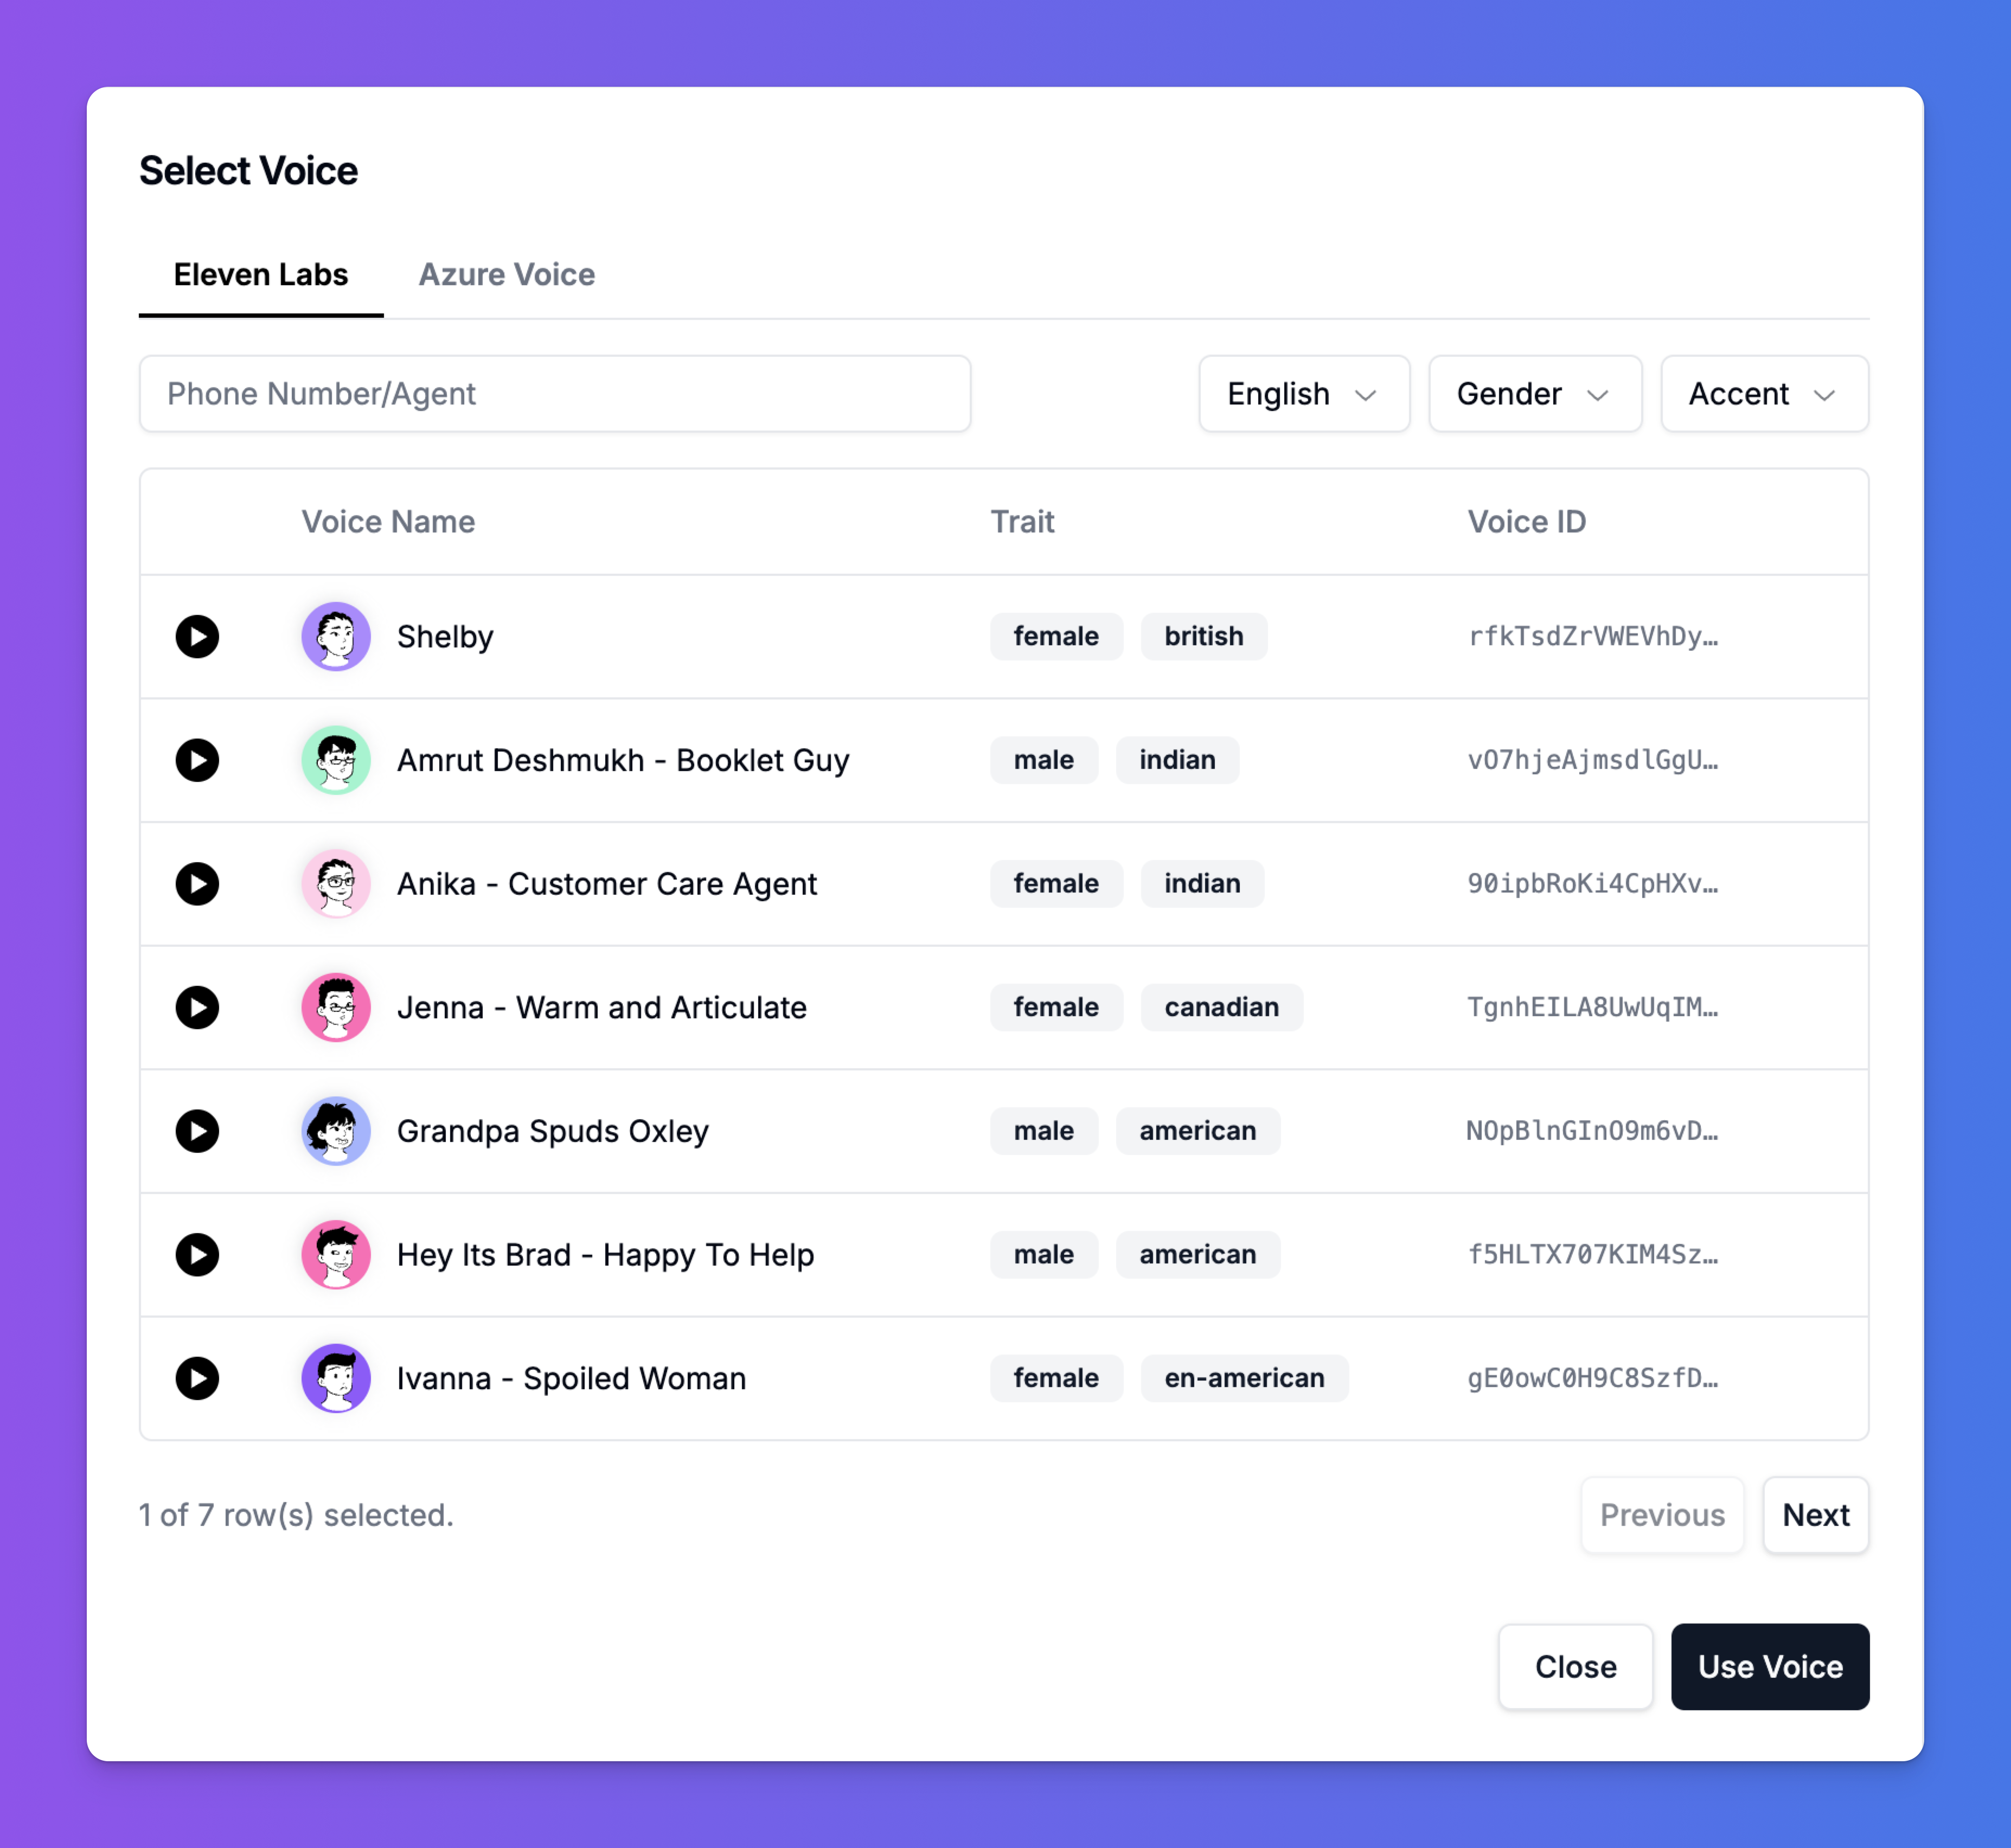 Select Voice
Eleven Labs Azure Voice
Phone Number/Agent English Gender Accent
Voice Name Trait Voice ID
Shelby female british rfkTsdZrVWEVhDy…
Amrut Deshmukh - Booklet Guy male indian vO7hjeAjmsdlGgU…
Anika - Customer Care Agent female indian 90ipbRoKi4CpHXv…
Jenna - Warm and Articulate female canadian TgnhEILA8UwUqIM…
Grandpa Spuds Oxley male american NOpBlnGInO9m6vD…
Hey Its Brad - Happy To Help male american f5HLTX707KIM4Sz…
Ivanna - Spoiled Woman female en-american gE0owC0H9C8SzfD…
1 of 7 row(s) selected. Previous Next
Close Use Voice